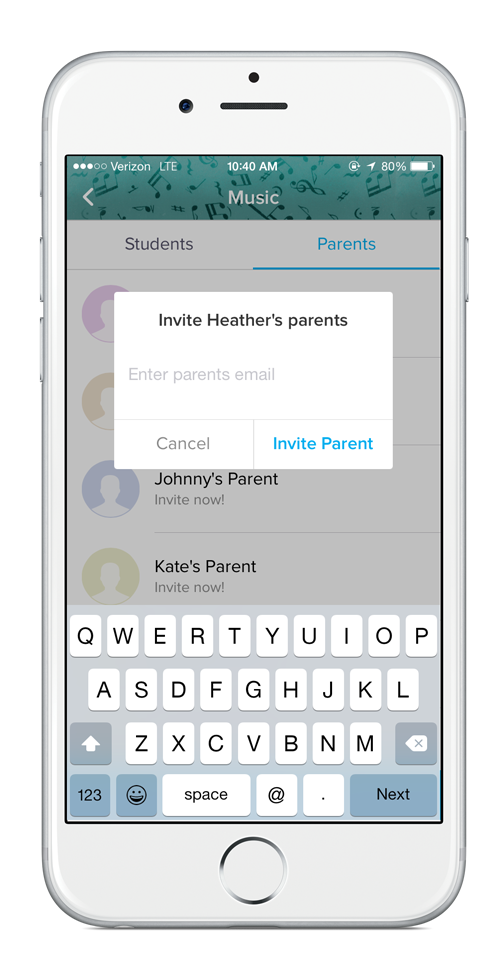 Verizon LTE 10:40 AM 80%
Music
Students Parents
Invite Heather's parents
Enter parents email
Cancel Invite Parent
Johnny's Parent
Invite now!
Kate's Parent
Invite now!
Q W E R T Y U I O P
A S D F G H J K L
Z X C V B N M
123 space @ . Next